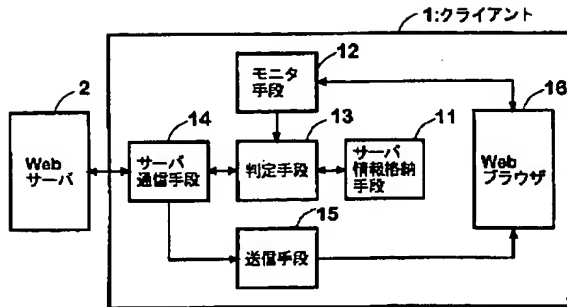 1:クライアント
12
モニタ
手段
2
Web
サーバ
14
サーバ
通信手段
13
判定手段
11
サーバ
情報格納
手段
16
Web
ブラウザ
15
送信手段